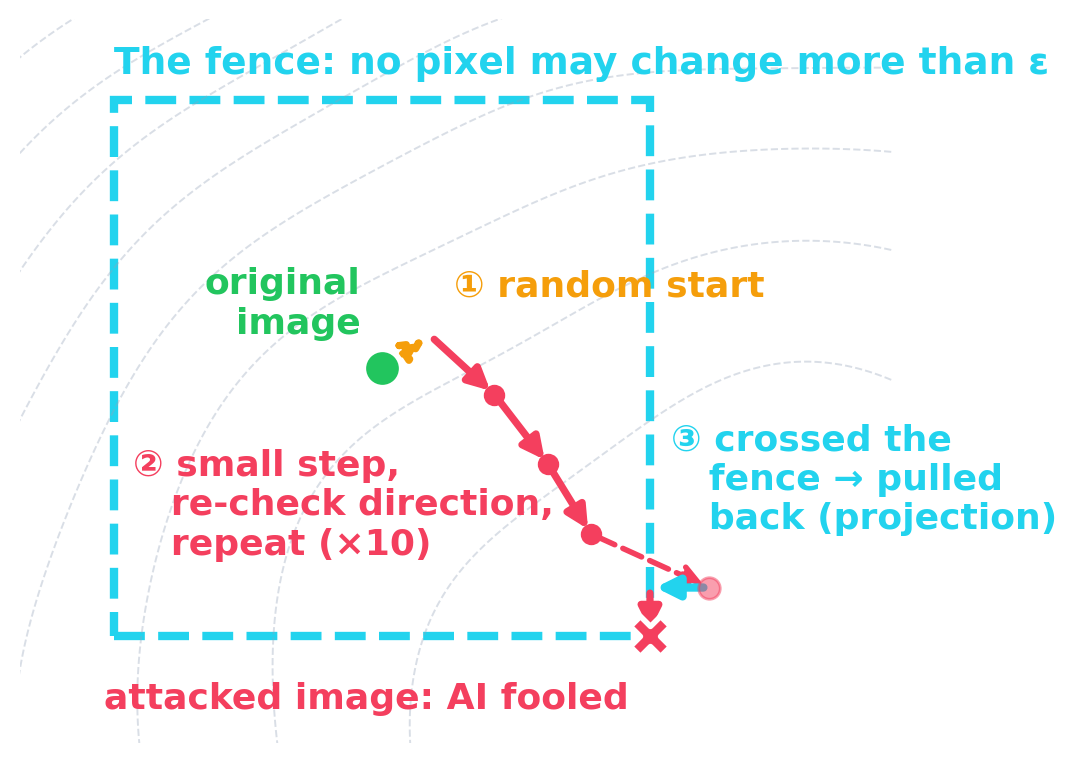 The fence: no pixel may change more than ε
original
image
① random start
② small step,
re-check direction,
repeat (×10)
③ crossed the
fence → pulled
back (projection)
attacked image: AI fooled